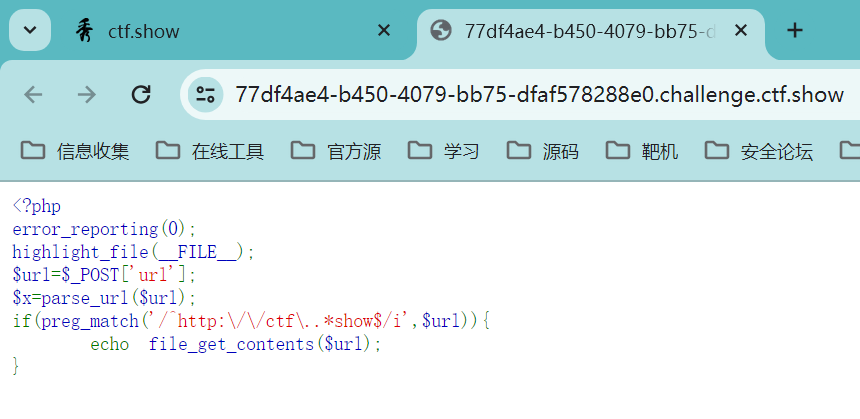 秀 ctf.show
77df4ae4-b450-4079-bb75-d
77df4ae4-b450-4079-bb75-dfaf578288e0.challenge.ctf.show
信息收集 在线工具 官方源 学习 源码 靶机 安全论坛
<?php
error_reporting(0);
highlight_file(__FILE__);
$url=$_POST['url'];
$x=parse_url($url);
if(preg_match('/^http:\/\/ctf\..*show$/i',$url)){
        echo file_get_contents($url);
}